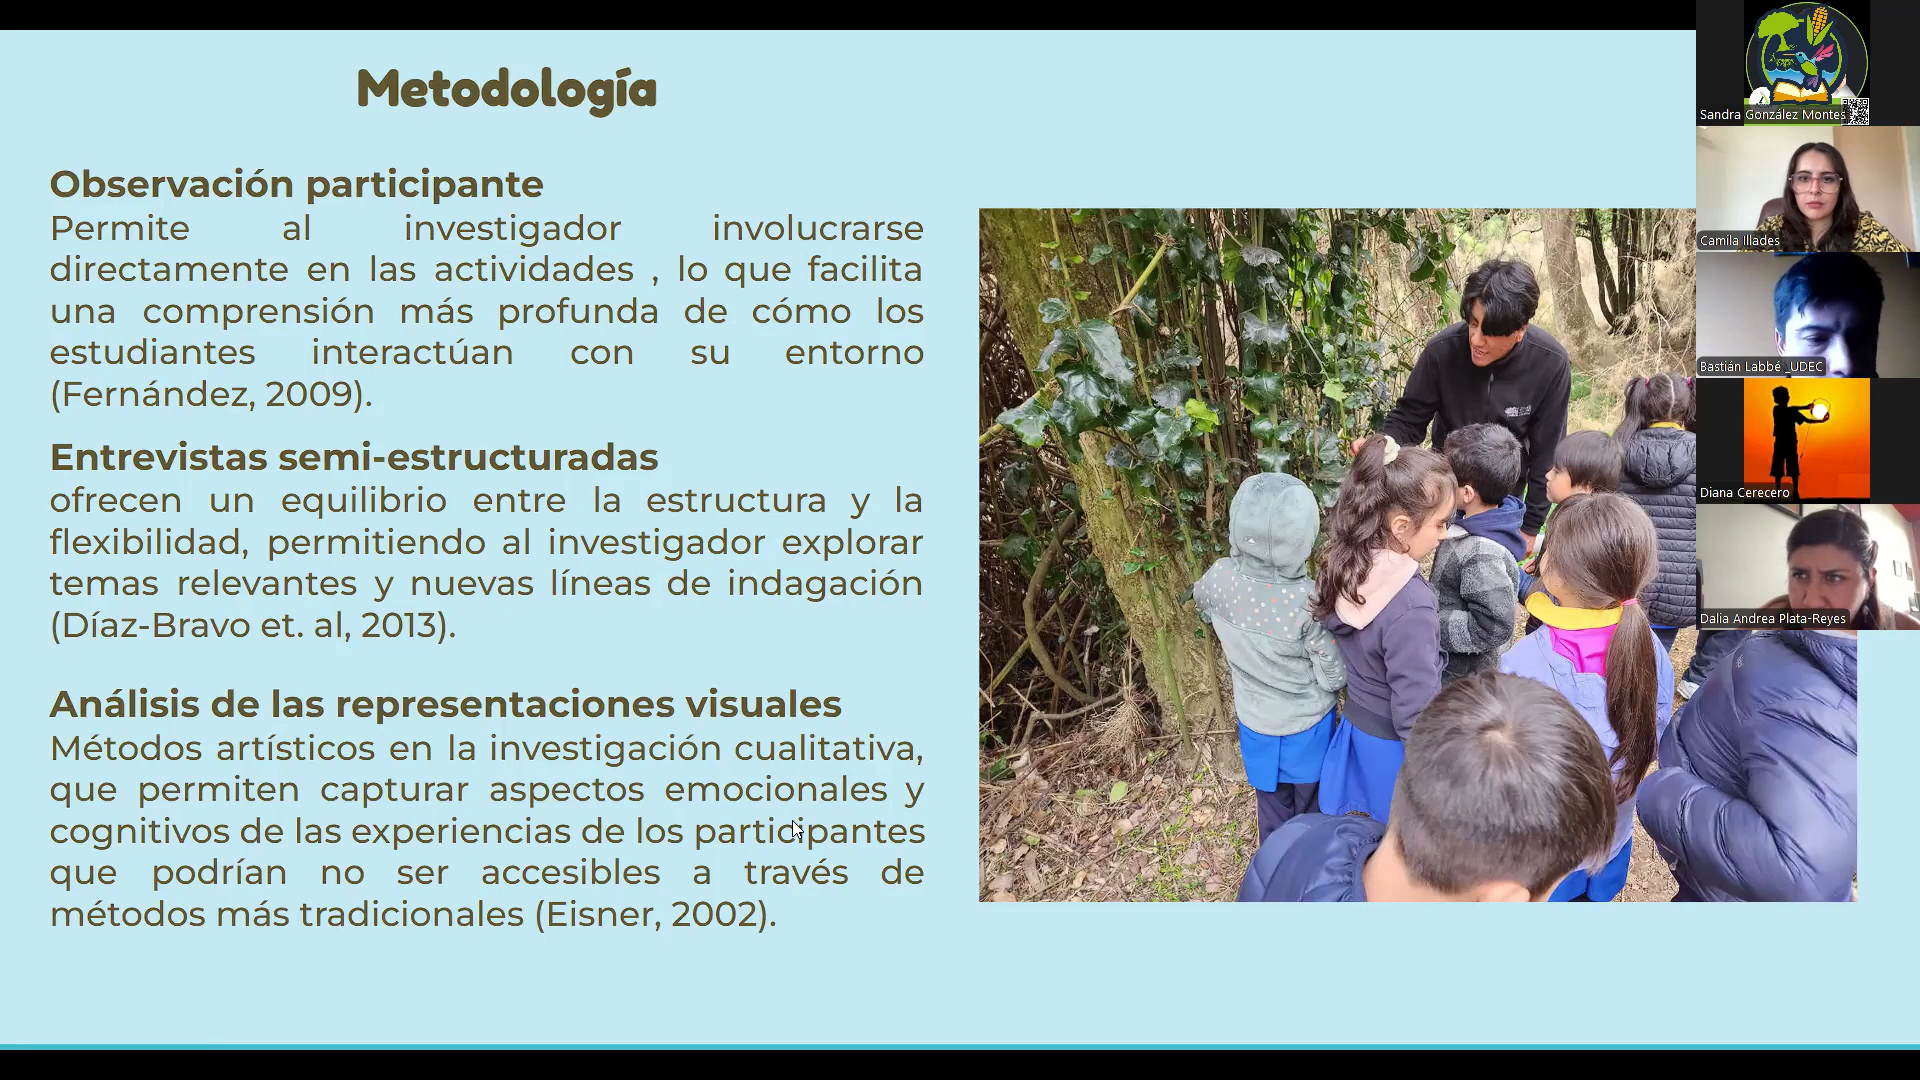 Metodología
Observación participante
Permite al investigador involucrarse
directamente en las actividades , lo que facilita
una comprensión más profunda de cómo los
estudiantes interactúan con su entorno
(Fernández, 2009).
Entrevistas semi-estructuradas
ofrecen un equilibrio entre la estructura y la
flexibilidad, permitiendo al investigador explorar
temas relevantes y nuevas líneas de indagación
(Díaz-Bravo et. al, 2013).
Análisis de las representaciones visuales
Métodos artísticos en la investigación cualitativa,
que permiten capturar aspectos emocionales y
cognitivos de las experiencias de los participantes
que podrían no ser accesibles a través de
métodos más tradicionales (Eisner, 2002).
Sandra González Montes
Camila Illades
Bastián Labbé _UDEC
Diana Cerecero
Dalia Andrea Plata-Reyes